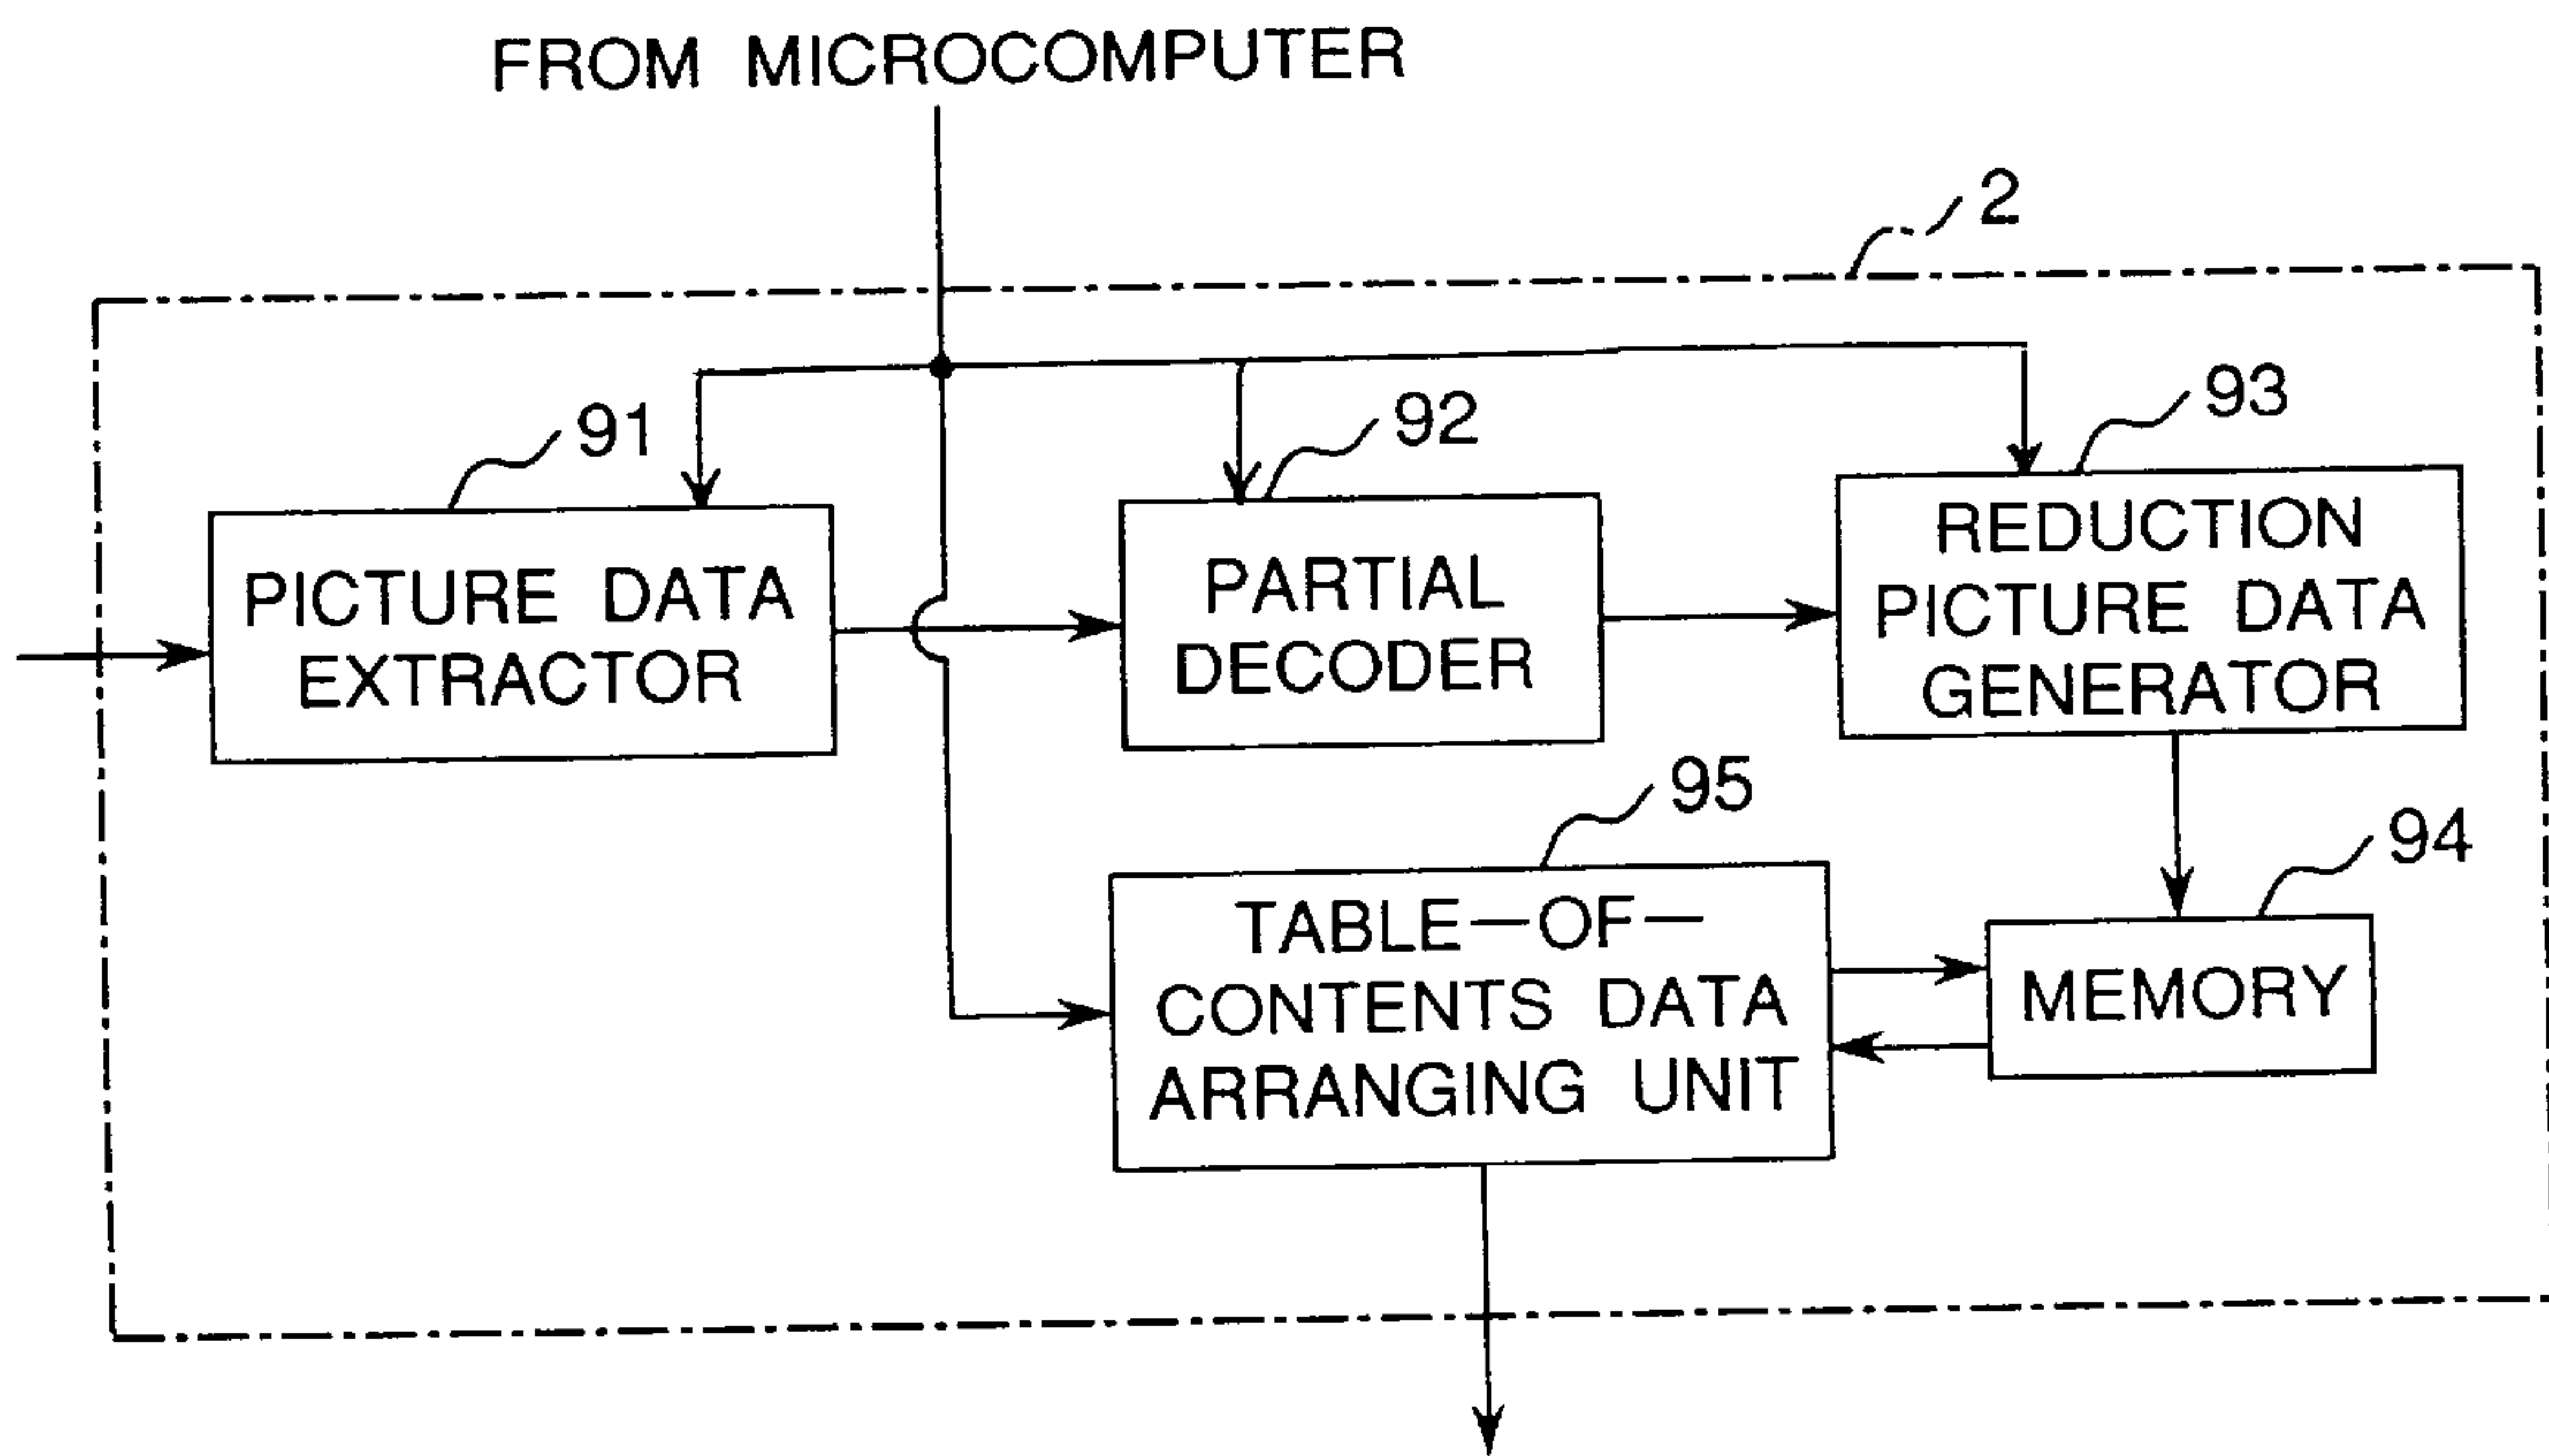 FROM MICROCOMPUTER
2
91
PICTURE DATA
EXTRACTOR
92
PARTIAL
DECODER
93
REDUCTION
PICTURE DATA
GENERATOR
95
TABLE—OF—
CONTENTS DATA
ARRANGING UNIT
94
MEMORY